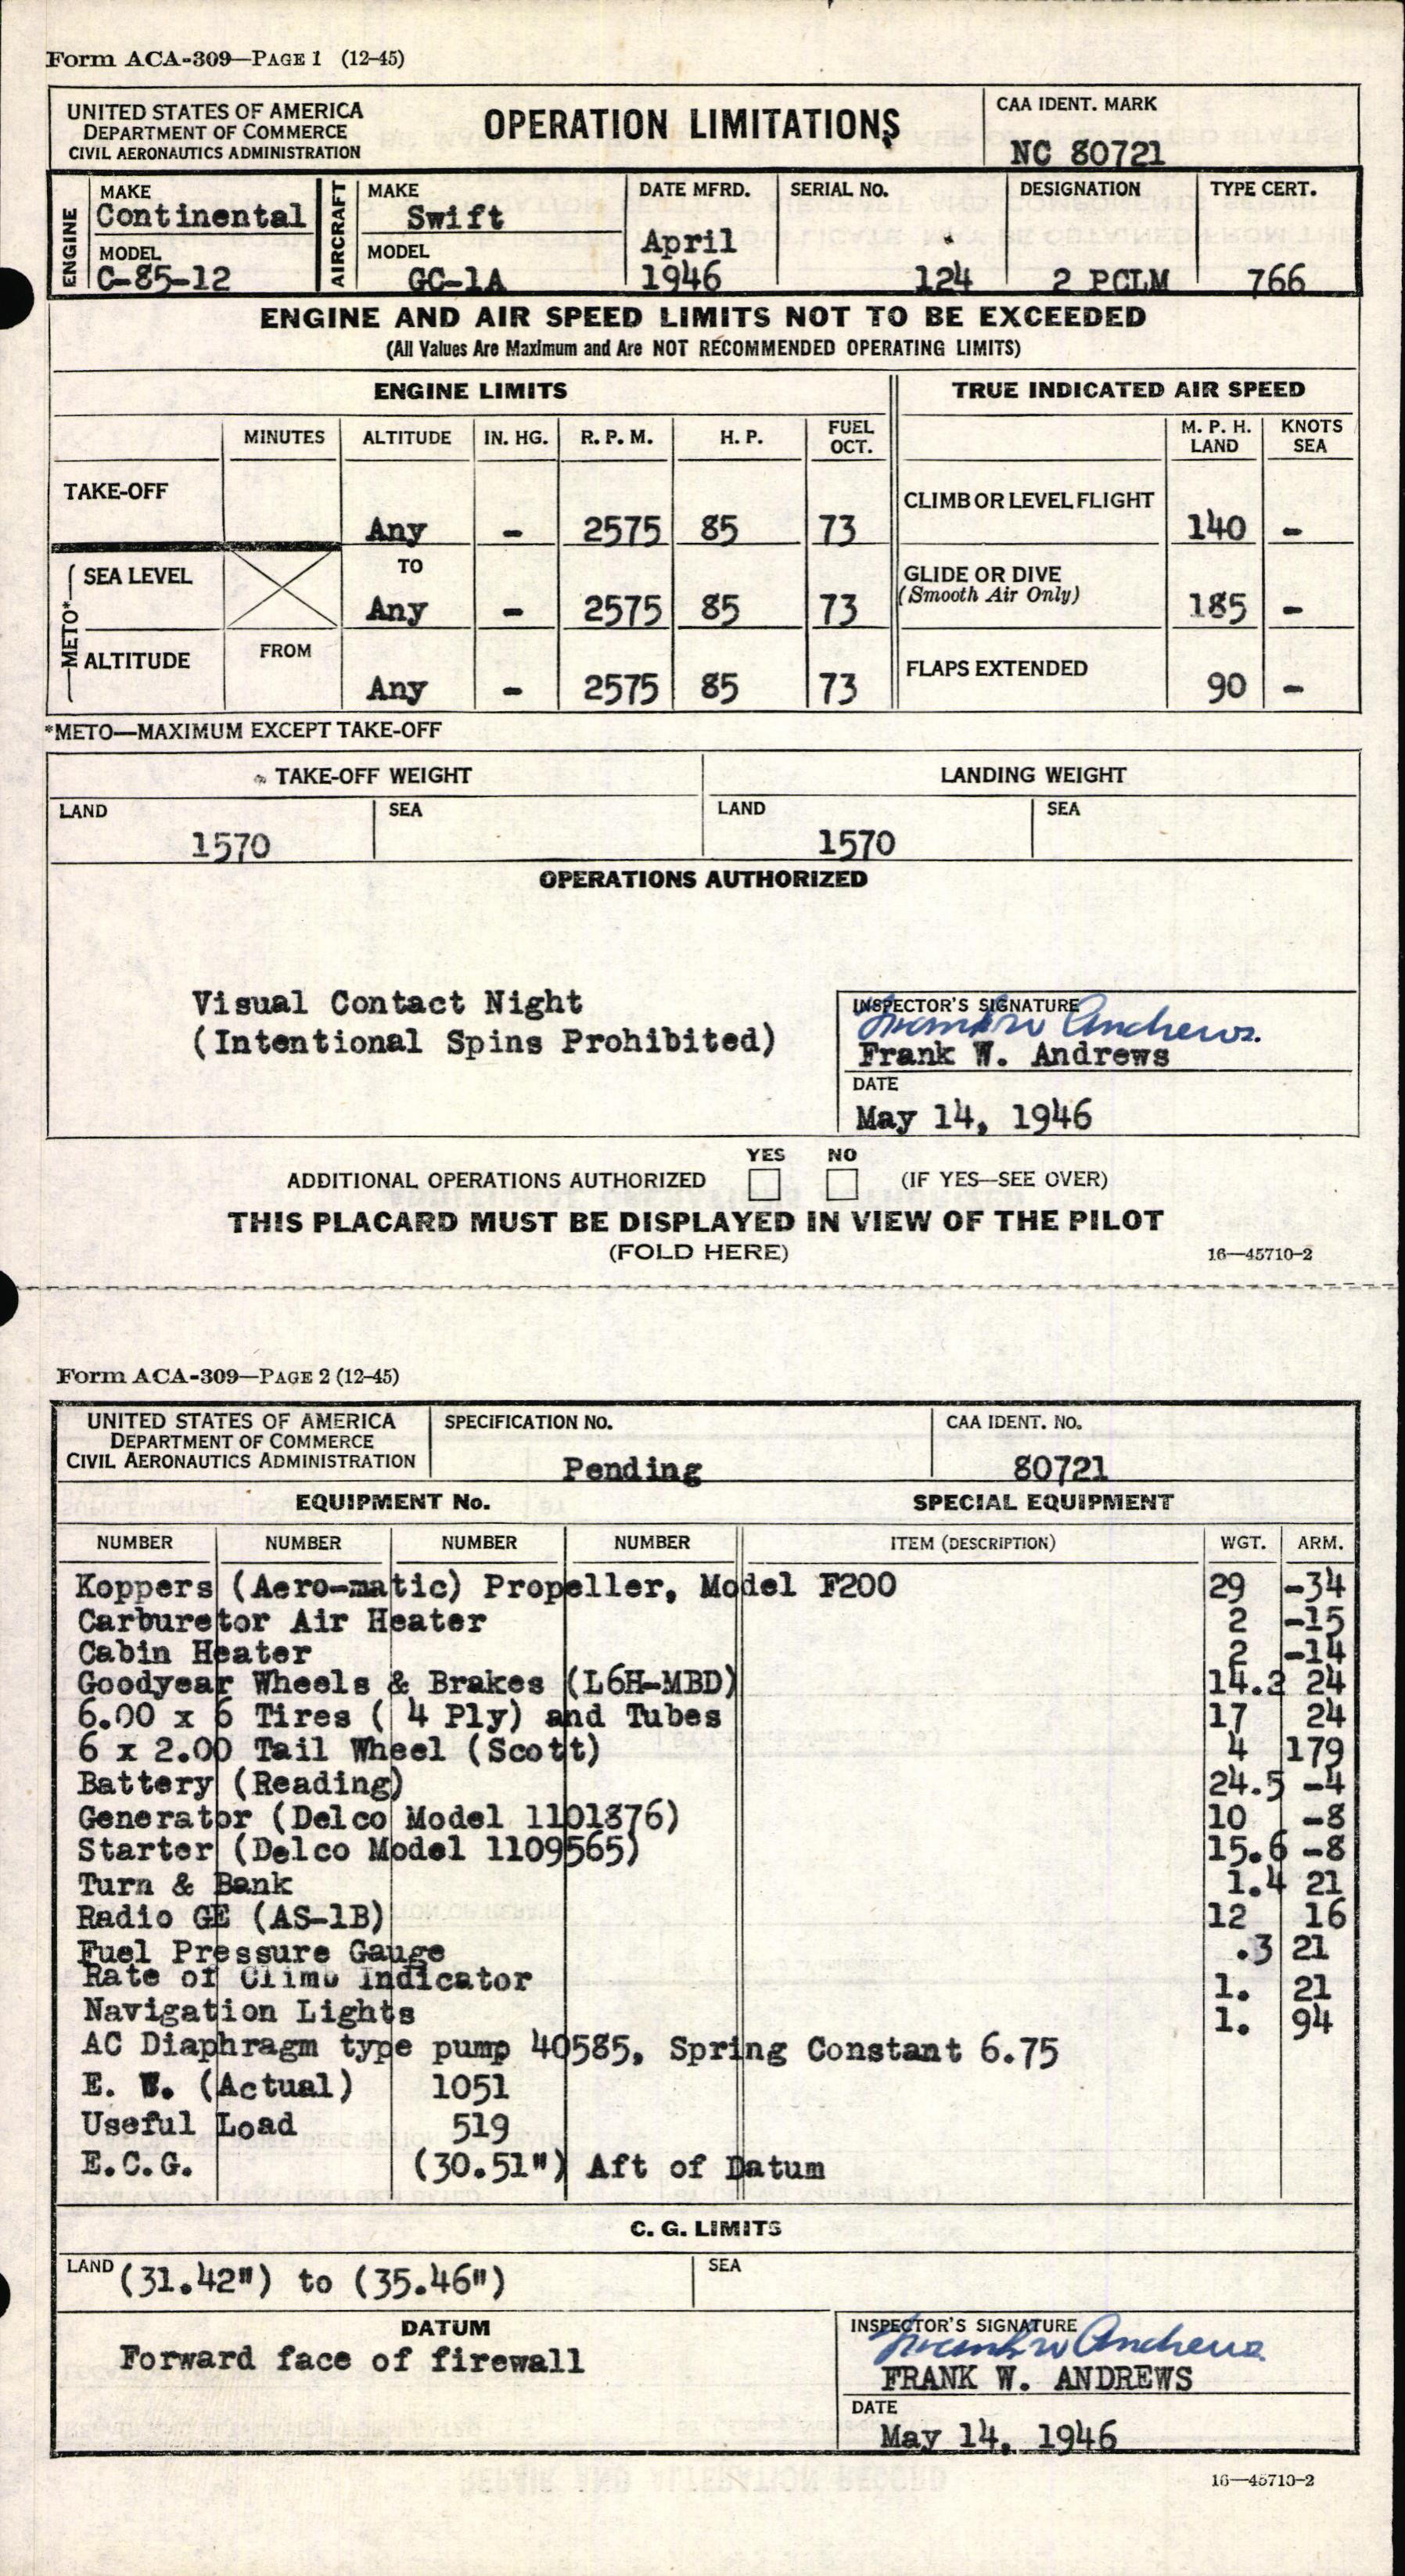 Form ACA-309—PAGE 1 (12-45)
UNITED STATES OF AMERICA
DEPARTMENT OF COMMERCE
CIVIL AERONAUTICS ADMINISTRATION
OPERATION LIMITATIONS
CAA IDENT. MARK
NC 80721
ENGINE
MAKE
Continental
MODEL
C-85-12
AIRCRAFT
MAKE
Swift
MODEL
GC-1A
DATE MFRD.
April
1946
SERIAL NO.
124
DESIGNATION
2 PCLM
TYPE CERT.
766
ENGINE AND AIR SPEED LIMITS NOT TO BE EXCEEDED
(All Values Are Maximum and Are NOT RECOMMENDED OPERATING LIMITS)
ENGINE LIMITS TRUE INDICATED AIR SPEED
MINUTES ALTITUDE IN. HG. R. P. M. H. P. FUEL OCT. M. P. H. LAND KNOTS SEA
TAKE-OFF Any - 2575 85 73 CLIMB OR LEVEL FLIGHT 140 -
METO*
SEA LEVEL TO Any - 2575 85 73 GLIDE OR DIVE (Smooth Air Only) 185 -
ALTITUDE FROM Any - 2575 85 73 FLAPS EXTENDED 90 -
*METO—MAXIMUM EXCEPT TAKE-OFF
TAKE-OFF WEIGHT LANDING WEIGHT
LAND SEA LAND SEA
1570 1570
OPERATIONS AUTHORIZED
Visual Contact Night
(Intentional Spins Prohibited)
INSPECTOR'S SIGNATURE
Frank W Andrews.
Frank W. Andrews
DATE
May 14, 1946
YES NO
ADDITIONAL OPERATIONS AUTHORIZED (IF YES—SEE OVER)
THIS PLACARD MUST BE DISPLAYED IN VIEW OF THE PILOT
(FOLD HERE) 16—45710-2
Form ACA-309—PAGE 2 (12-45)
UNITED STATES OF AMERICA
DEPARTMENT OF COMMERCE
CIVIL AERONAUTICS ADMINISTRATION
SPECIFICATION NO.
Pending
CAA IDENT. NO.
80721
EQUIPMENT No. SPECIAL EQUIPMENT
NUMBER NUMBER NUMBER NUMBER ITEM (DESCRIPTION) WGT. ARM.
Koppers (Aero-matic) Propeller, Model F200 29 -34
Carburetor Air Heater 2 -15
Cabin Heater 2 -14
Goodyear Wheels & Brakes (L6H-MBD) 14.2 24
6.00 x 6 Tires ( 4 Ply) and Tubes 17 24
6 x 2.00 Tail Wheel (Scott) 4 179
Battery (Reading) 24.5 -4
Generator (Delco Model 1101876) 10 -8
Starter (Delco Model 1109565) 15.6 -8
Turn & Bank 1.4 21
Radio GE (AS-1B) 12 16
Fuel Pressure Gauge .3 21
Rate of Climb Indicator 1. 21
Navigation Lights 1. 94
AC Diaphragm type pump 40585, Spring Constant 6.75
E. W. (Actual) 1051
Useful Load 519
E.C.G. (30.51") Aft of Datum
C. G. LIMITS
LAND (31.42") to (35.46") SEA
DATUM
Forward face of firewall
INSPECTOR'S SIGNATURE
Frank W Andrews
FRANK W. ANDREWS
DATE
May 14, 1946
16—45710-2